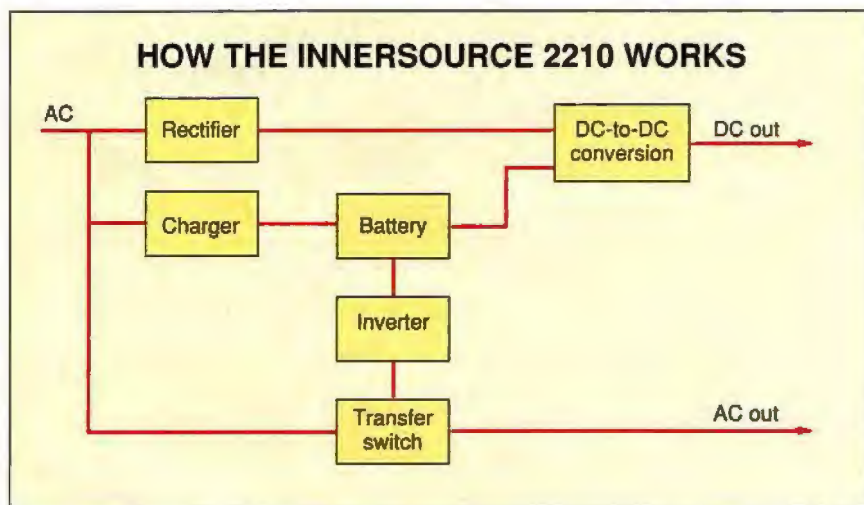 HOW THE INNERSOURCE 2210 WORKS
AC
Rectifier
DC-to-DC
conversion
DC out
Charger
Battery
Inverter
Transfer
switch
AC out